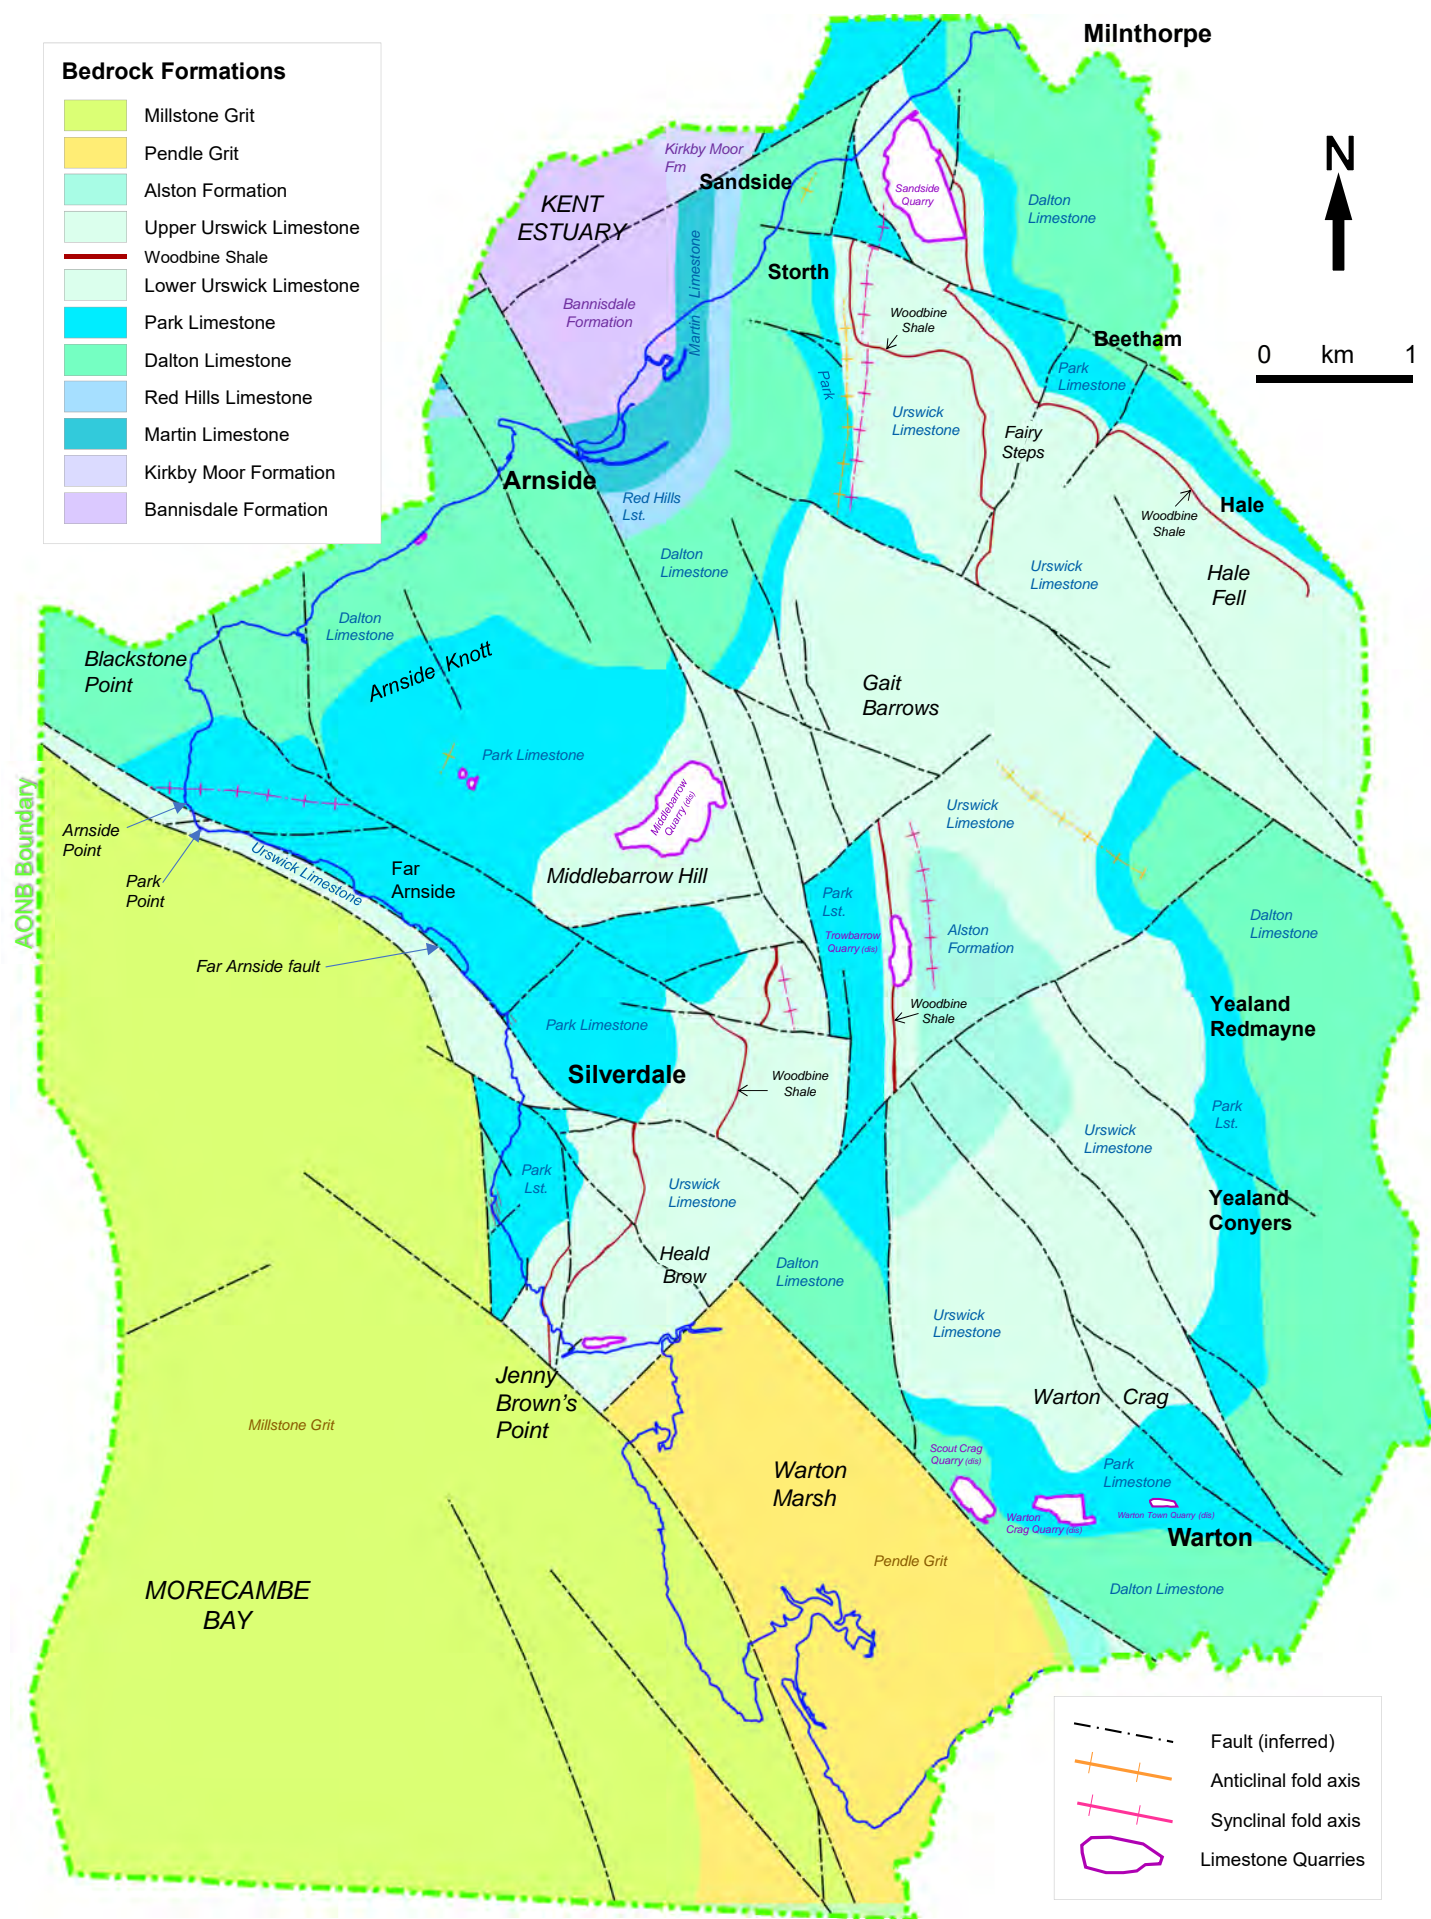 Milnthorpe
Bedrock Formations
Millstone Grit
Pendle Grit
Alston Formation
Upper Urswick Limestone
Woodbine Shale
Lower Urswick Limestone
Park Limestone
Dalton Limestone
Red Hills Limestone
Martin Limestone
Kirkby Moor Formation
Bannisdale Formation
N
0 km 1
Kirkby Moor
Fm
Sandside
Sandside
Quarry
KENT
ESTUARY
Dalton
Limestone
Storth
Martin Limestone
Bannisdale
Formation
Woodbine
Shale
Beetham
Park
Limestone
Park
Urswick
Limestone
Fairy
Steps
Arnside
Red Hills
Lst.
Hale
Woodbine
Shale
Dalton
Limestone
Urswick
Limestone
Hale
Fell
Dalton
Limestone
Blackstone
Point
Arnside Knott
Gait
Barrows
Park Limestone
AONB Boundary
Middlebarrow
Quarry (dis)
Urswick
Limestone
Arnside
Point
Urswick Limestone
Park
Point
Far
Arnside
Middlebarrow Hill
Park
Lst.
Trowbarrow
Quarry (dis)
Alston
Formation
Dalton
Limestone
Far Arnside fault
Woodbine
Shale
Yealand
Redmayne
Park Limestone
Silverdale
Woodbine
Shale
Park
Lst.
Urswick
Limestone
Park
Lst.
Urswick
Limestone
Yealand
Conyers
Heald
Brow
Dalton
Limestone
Urswick
Limestone
Jenny
Brown's
Point
Warton Crag
Millstone Grit
Scout Crag
Quarry (dis)
Park
Limestone
Warton
Marsh
Warton
Crag Quarry (dis)
Warton Town Quarry (dis)
Warton
Pendle Grit
MORECAMBE
BAY
Dalton Limestone
Fault (inferred)
Anticlinal fold axis
Synclinal fold axis
Limestone Quarries